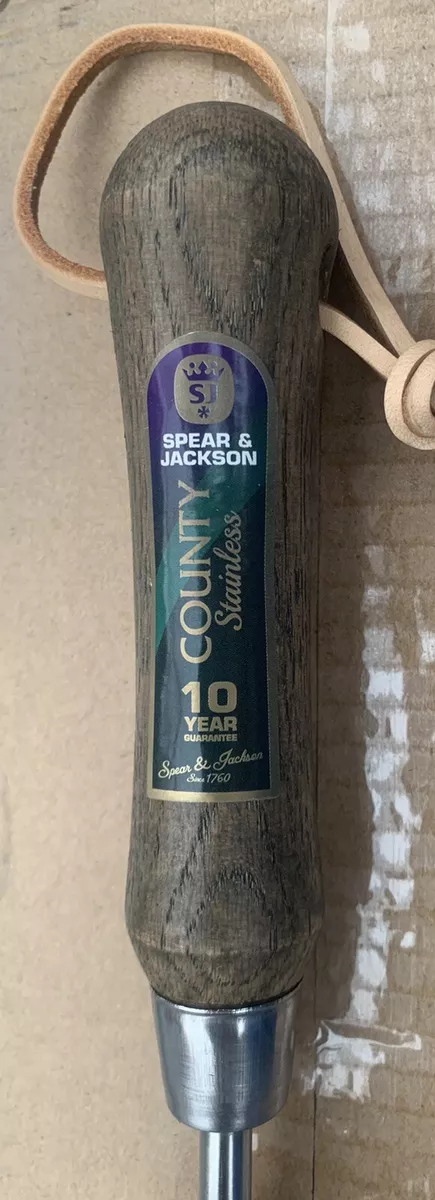 SJ
SPEAR &
JACKSON
COUNTY
Stainless
10
YEAR
GUARANTEE
Spear & Jackson
Since 1760